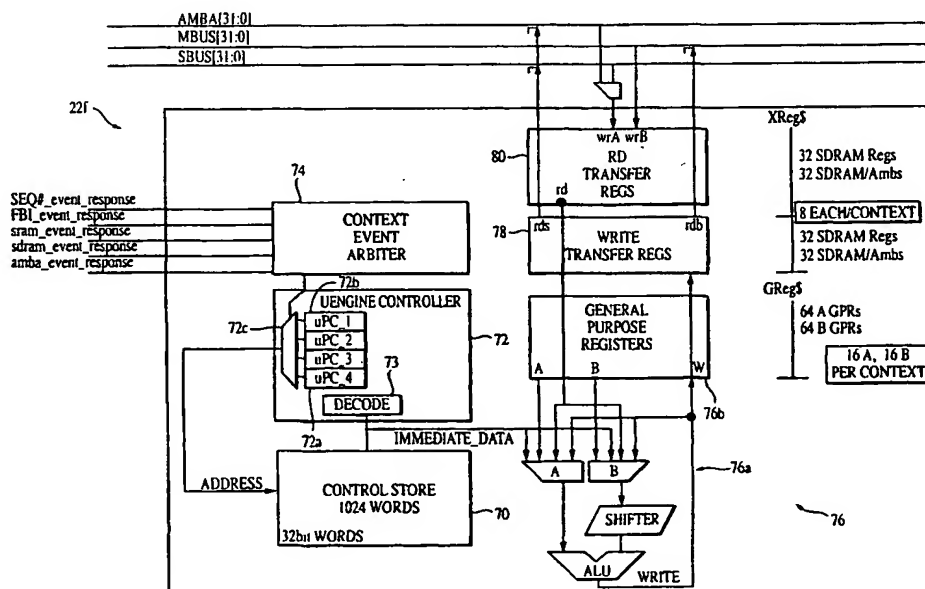 AMBA[31:0]
MBUS[31:0]
SBUS[31:0]
22f
80
wrA wrB
RD
TRANSFER
REGS
rd
XReg$
32 SDRAM Regs
32 SDRAM/Ambs
8 EACH/CONTEXT
32 SDRAM Regs
32 SDRAM/Ambs
74
SEQ#_event_response
FBI_event_response
sram_event_response
sdram_event_response
amba_event_response
CONTEXT
EVENT
ARBITER
78
rds
rdb
WRITE
TRANSFER REGS
GReg$
64 A GPRs
64 B GPRs
16 A, 16 B
PER CONTEXT
72b
UENGINE CONTROLLER
72c
uPC_1
uPC_2
uPC_3
uPC_4
72
73
DECODE
72a
GENERAL
PURPOSE
REGISTERS
A
B
W
76b
IMMEDIATE_DATA
A
B
76a
ADDRESS
CONTROL STORE
1024 WORDS
32bit WORDS
70
SHIFTER
76
ALU
WRITE